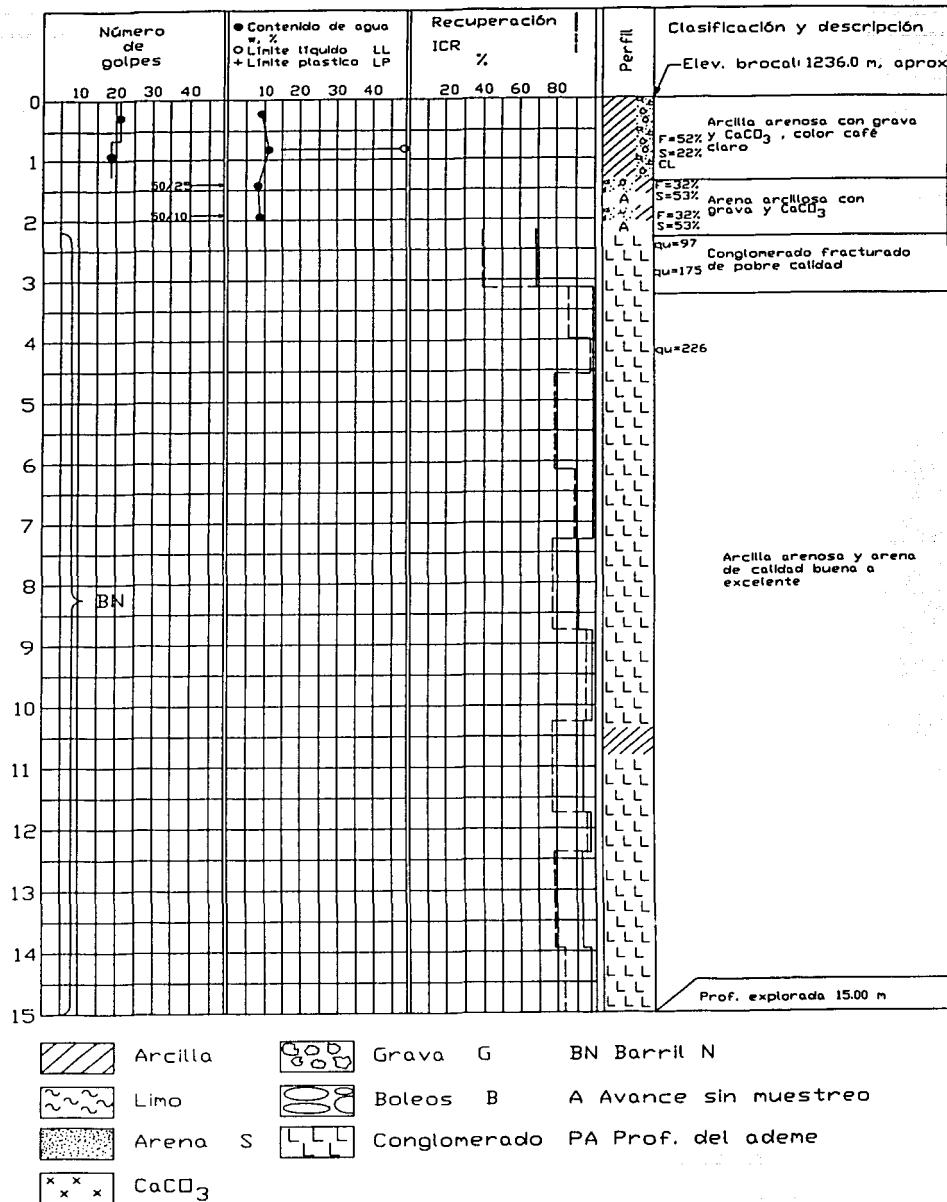 Número
de
golpes
10 20 30 40
● Contenido de agua
w, %
○ Límite líquido LL
+ Límite plastico LP
10 20 30 40
Recuperación
ICR
%
20 40 60 80
Perfil
Clasificación y descripción
Elev. brocal: 1236.0 m, aprox
0
1
2
3
4
5
6
7
8
9
10
11
12
13
14
15
50/25
50/10
BN
F=52%
S=22%
CL
Arcilla arenosa con grava
y CaCO3 , color café
claro
A
F=32%
S=53%
F=32%
S=53%
A
Arena arcillosa con
grava y CaCO3
qu=97
qu=175
Conglomerado fracturado
de pobre calidad
qu=226
Arcilla arenosa y arena
de calidad buena a
excelente
Prof. explorada 15.00 m
Arcilla
Grava G
BN Barril N
Limo
Boleos B
A Avance sin muestreo
Arena S
Conglomerado
PA Prof. del ademe
CaCO3